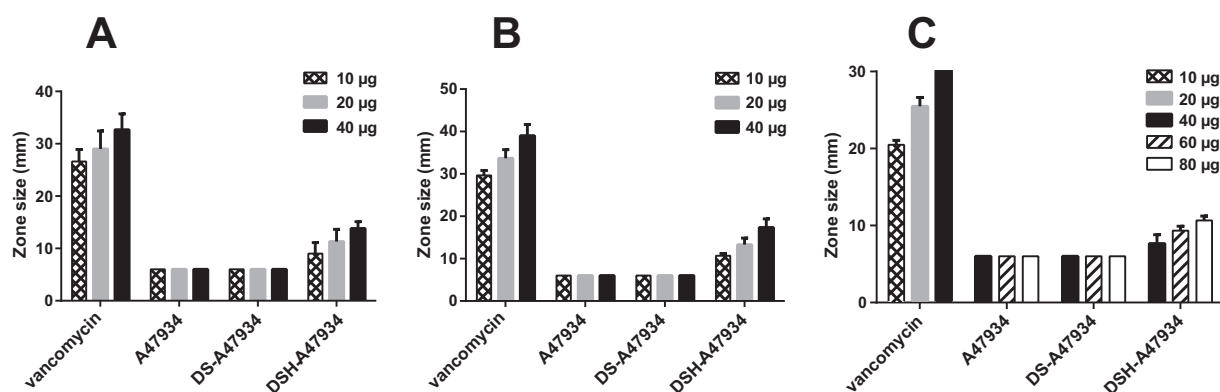 A
10 µg
20 µg
40 µg
Zone size (mm)
40
30
20
10
0
vancomycin
A47934
DS-A47934
DSH-A47934
B
10 µg
20 µg
40 µg
Zone size (mm)
50
40
30
20
10
0
vancomycin
A47934
DS-A47934
DSH-A47934
C
10 µg
20 µg
40 µg
60 µg
80 µg
Zone size (mm)
30
20
10
0
vancomycin
A47934
DS-A47934
DSH-A47934